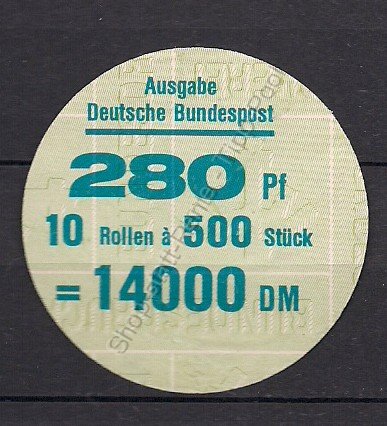 Ausgabe
Deutsche Bundespost
280 Pf
10 Rollen à 500 Stück
= 14000 DM